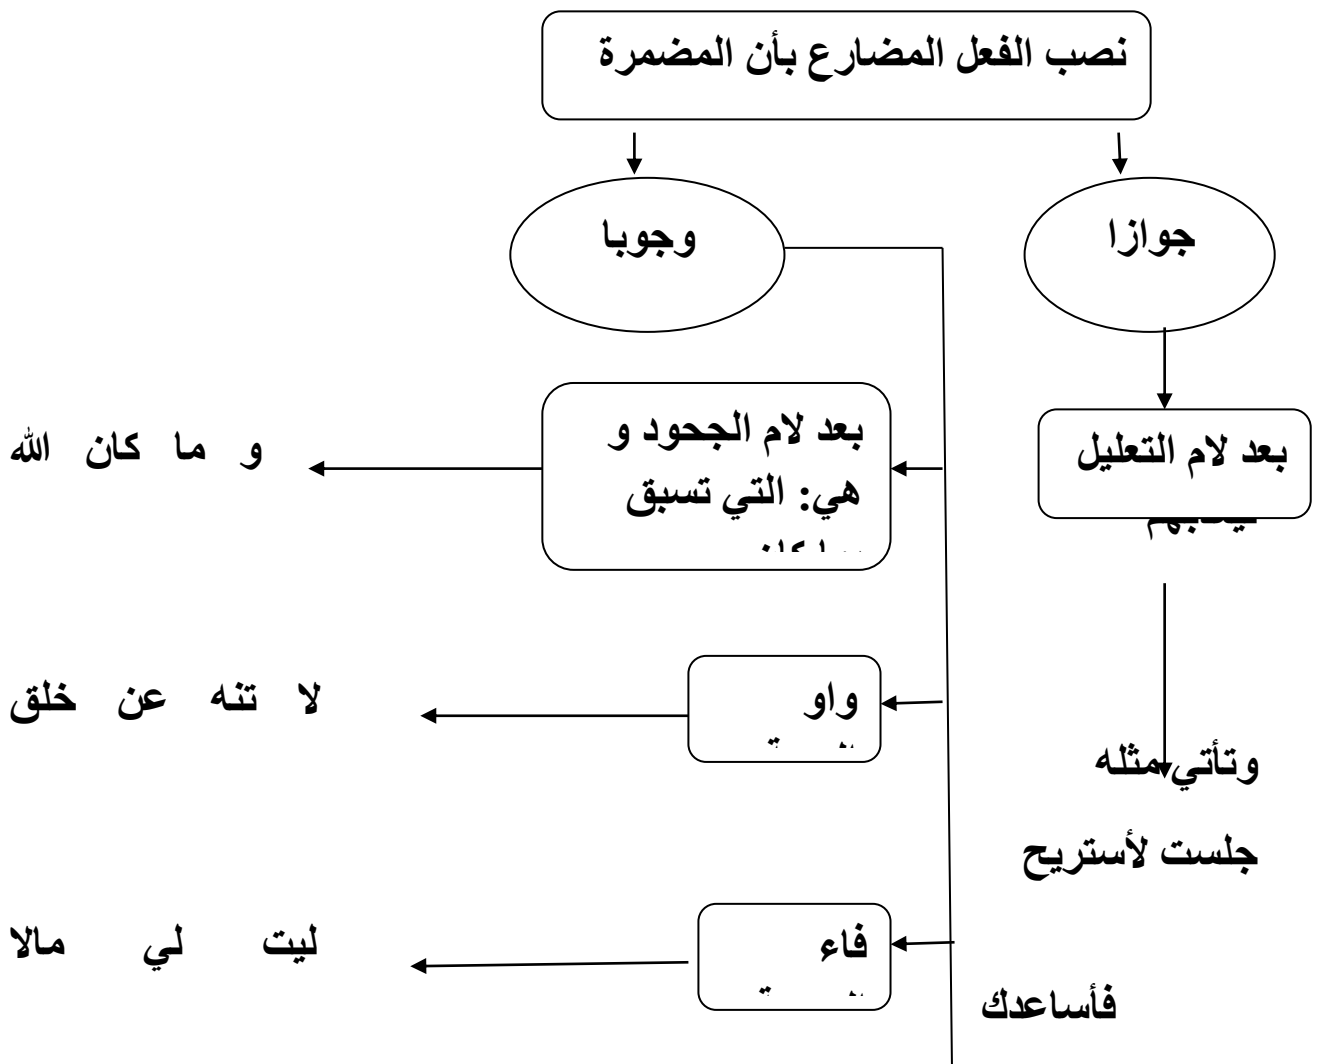 نصب الفعل المضارع بأن المضمرة
جوازا
وجوبا
بعد لام التعليل
بعد لام الجحود و
هي: التي تسبق
و ما كان الله
واو
لا تنه عن خلق
وتأتي مثله
جلست لأستريح
فاء
ليت لي مالا
فأساعدك